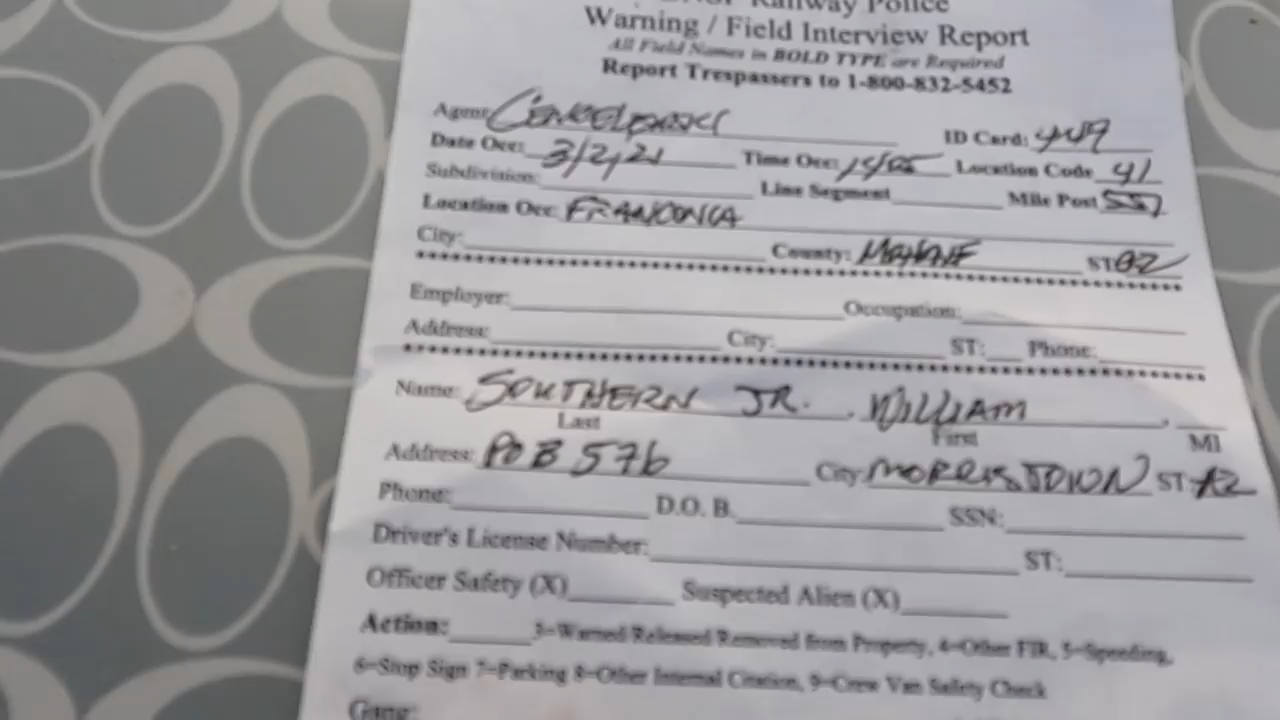 Railway Police
Warning / Field Interview Report
All Field Names in BOLD TYPE are Required
Report Trespassers to 1-800-832-5452
Agent: ID Card: 449
Date Occ: 3/2/21 Time Occ: Location Code 41
Subdivision: Line Segment Mile Post 557
Location Occ: FRANCONIA
City: County: MOHAVE ST: AZ
Employer: Occupation:
Address: City: ST: Phone:
Name: SOUTHERN JR. , WILLIAM ,
Last First MI
Address: POB 576 City MORRISTOWN ST: AZ
Phone: D.O.B. SSN:
Driver's License Number: ST:
Officer Safety (X) Suspected Alien (X)
Action: 3-Warned Released Removed from Property, 4-Other FIR, 5-Speeding,
6-Stop Sign 7-Parking 8-Other Internal Citation, 9-Crew Van Safety Check
Gang: